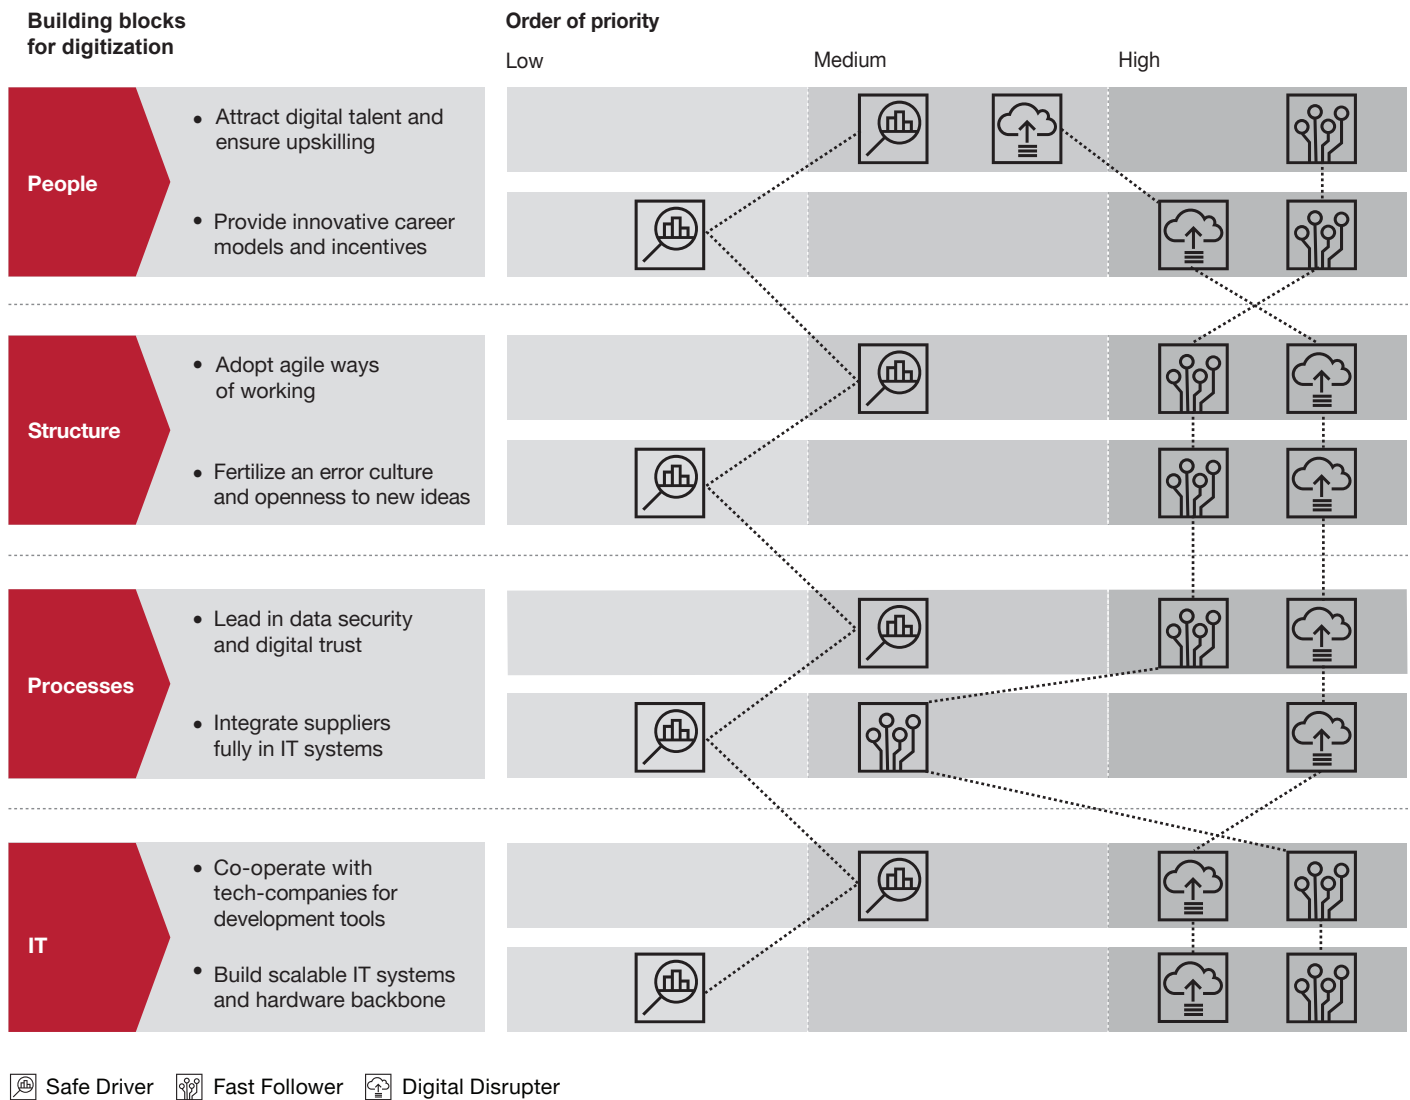 Building blocks
for digitization
Order of priority
Low
Medium
High
People
• Attract digital talent and
ensure upskilling
• Provide innovative career
models and incentives
Structure
• Adopt agile ways
of working
• Fertilize an error culture
and openness to new ideas
Processes
• Lead in data security
and digital trust
• Integrate suppliers
fully in IT systems
IT
• Co-operate with
tech-companies for
development tools
• Build scalable IT systems
and hardware backbone
Safe Driver
Fast Follower
Digital Disrupter